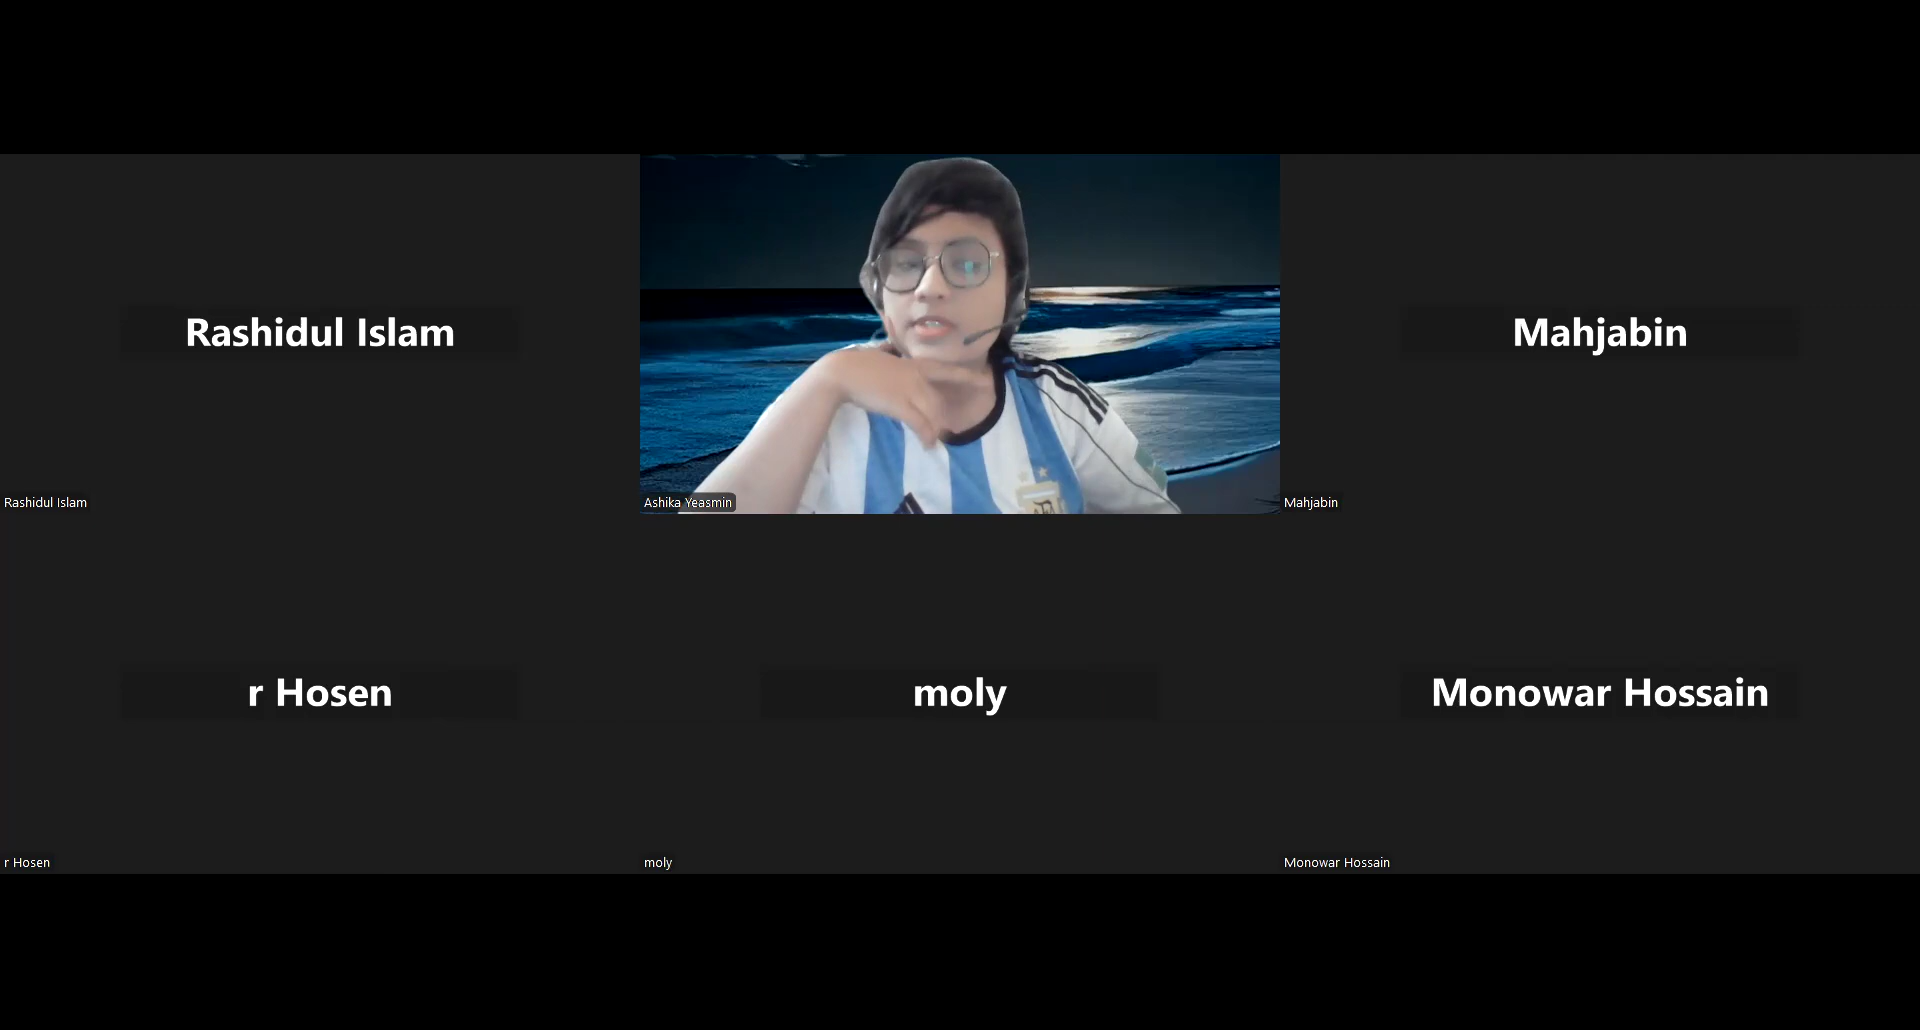 Rashidul Islam
Mahjabin
Rashidul Islam
Ashika Yeasmin
Mahjabin
r Hosen
moly
Monowar Hossain
r Hosen
moly
Monowar Hossain